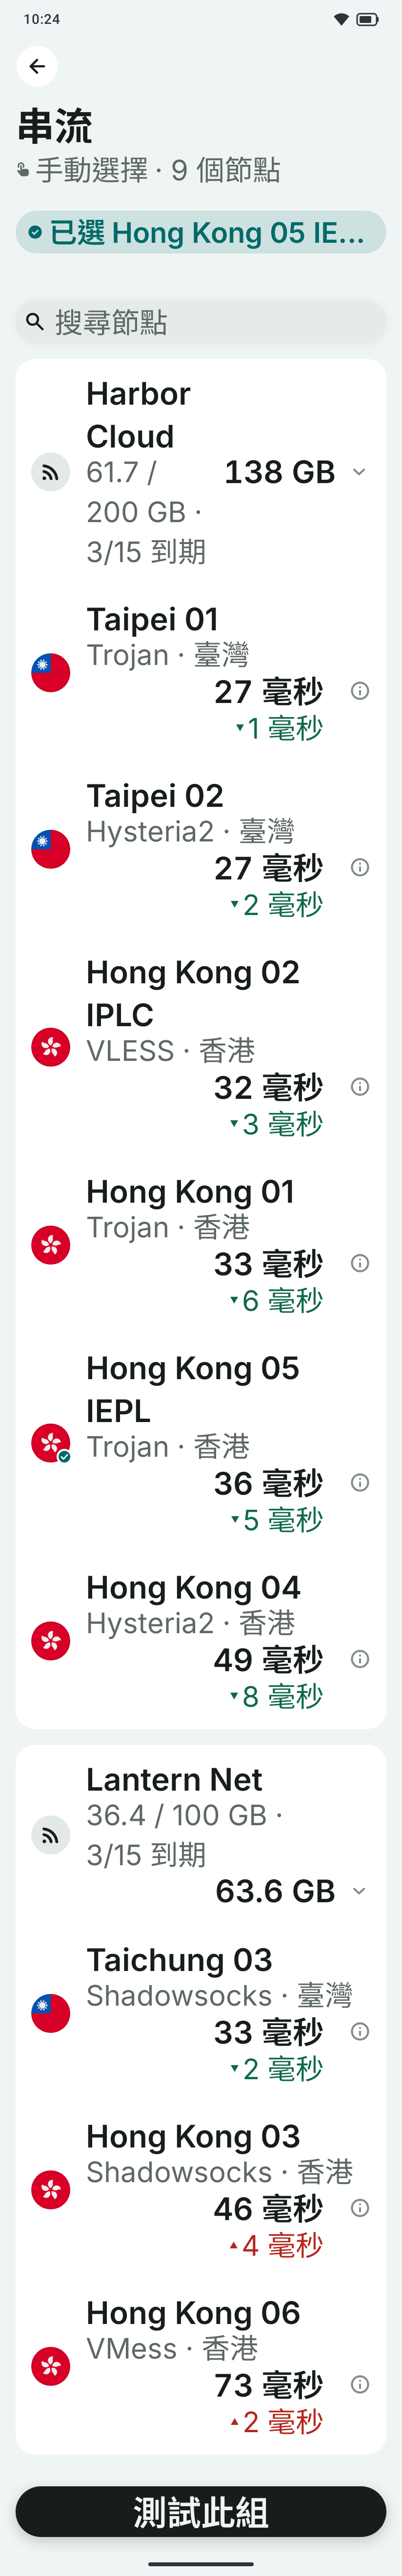 10:24
串流
手動選擇 · 9 個節點
已選 Hong Kong 05 IE...
搜尋節點
Harbor
Cloud
61.7 /
200 GB ·
3/15 到期
138 GB
Taipei 01
Trojan · 臺灣
27 毫秒
▾1 毫秒
Taipei 02
Hysteria2 · 臺灣
27 毫秒
▾2 毫秒
Hong Kong 02
IPLC
VLESS · 香港
32 毫秒
▾3 毫秒
Hong Kong 01
Trojan · 香港
33 毫秒
▾6 毫秒
Hong Kong 05
IEPL
Trojan · 香港
36 毫秒
▾5 毫秒
Hong Kong 04
Hysteria2 · 香港
49 毫秒
▾8 毫秒
Lantern Net
36.4 / 100 GB ·
3/15 到期
63.6 GB
Taichung 03
Shadowsocks · 臺灣
33 毫秒
▾2 毫秒
Hong Kong 03
Shadowsocks · 香港
46 毫秒
▴4 毫秒
Hong Kong 06
VMess · 香港
73 毫秒
▴2 毫秒
測試此組